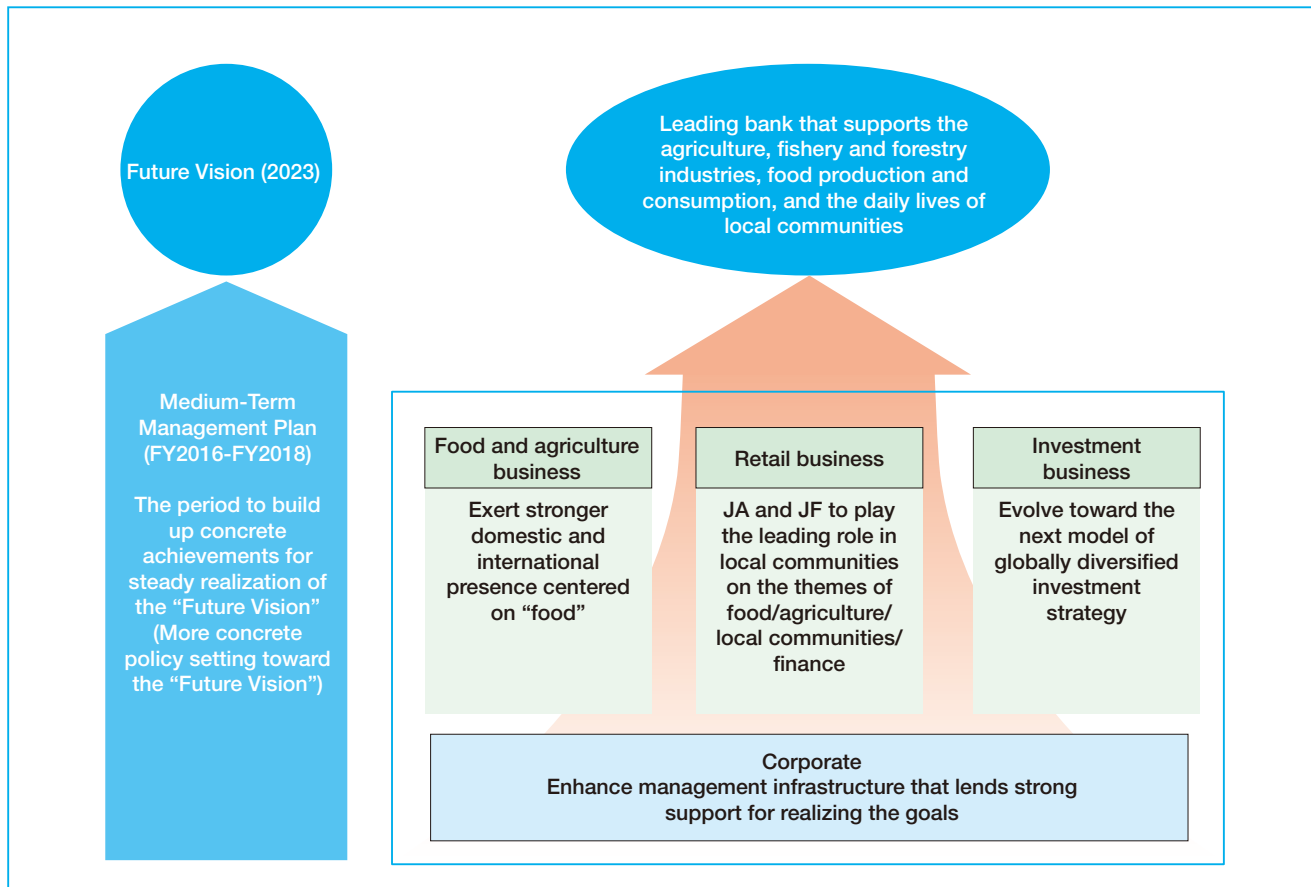 Future Vision (2023)
Leading bank that supports the
agriculture, fishery and forestry
industries, food production and
consumption, and the daily lives of
local communities
Medium-Term
Management Plan
(FY2016-FY2018)
The period to build
up concrete
achievements for
steady realization of
the “Future Vision”
(More concrete
policy setting toward
the “Future Vision”)
Food and agriculture
business
Exert stronger
domestic and
international
presence centered
on “food”
Retail business
JA and JF to play
the leading role in
local communities
on the themes of
food/agriculture/
local communities/
finance
Investment
business
Evolve toward the
next model of
globally diversified
investment
strategy
Corporate
Enhance management infrastructure that lends strong
support for realizing the goals